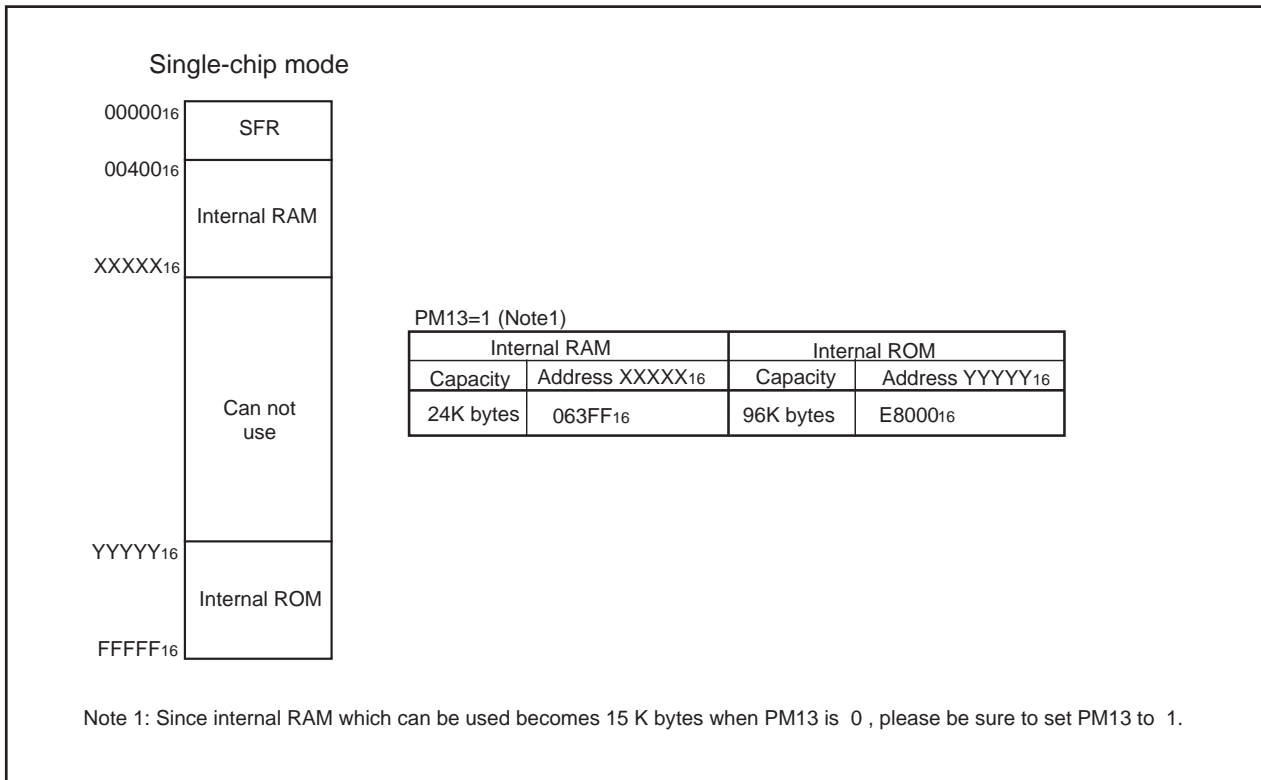 Single-chip mode
0000016
SFR
0040016
Internal RAM
XXXXX16
Can not
use
YYYYY16
Internal ROM
FFFFF16
PM13=1 (Note1)
Internal RAM Internal ROM
Capacity Address XXXXX16 Capacity Address YYYYY16
24K bytes 063FF16 96K bytes E800016
Note 1: Since internal RAM which can be used becomes 15 K bytes when PM13 is 0 , please be sure to set PM13 to 1.